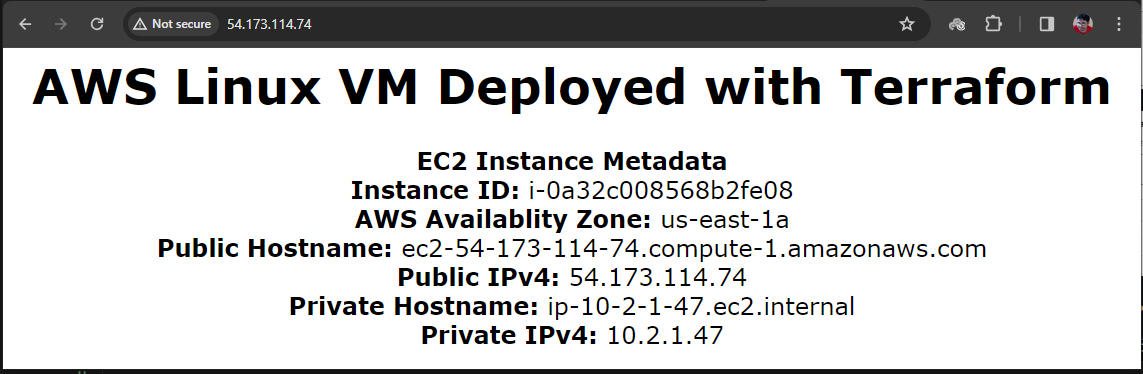 Not secure 54.173.114.74
AWS Linux VM Deployed with Terraform
EC2 Instance Metadata
Instance ID: i-0a32c008568b2fe08
AWS Availablity Zone: us-east-1a
Public Hostname: ec2-54-173-114-74.compute-1.amazonaws.com
Public IPv4: 54.173.114.74
Private Hostname: ip-10-2-1-47.ec2.internal
Private IPv4: 10.2.1.47